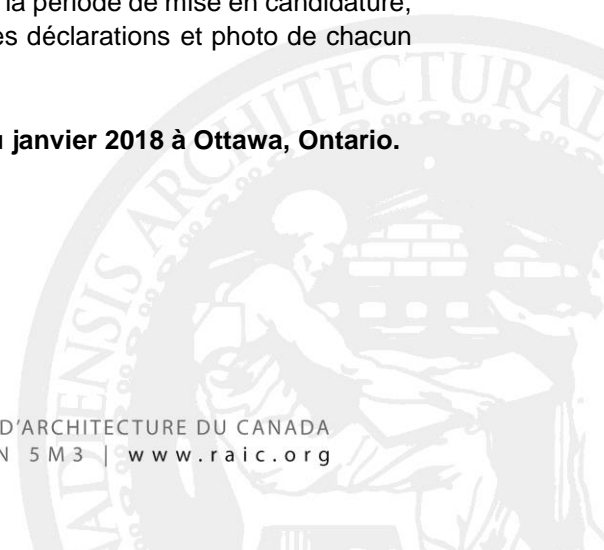 la période de mise en candidature,
es déclarations et photo de chacun
janvier 2018 à Ottawa, Ontario.
D'ARCHITECTURE DU CANADA
N 5M3 | www.raic.org
ARCHITECTURAL
ADENSIS